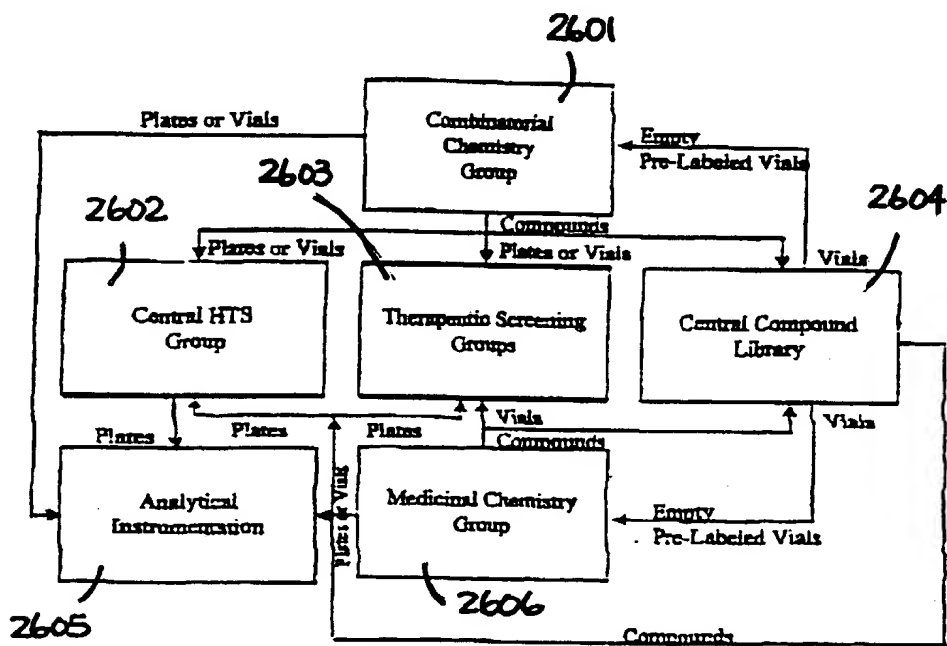 2601
Plates or Vials
Combinatorial
Chemistry
Group
Empty
Pre-Labeled Vials
2603
2602
2604
Compounds
Plates or Vials
Plates or Vials
Vials
Central HTS
Group
Therapeutic Screening
Groups
Central Compound
Library
Plates
Plates
Plates
Vials
Compounds
Vials
Analytical
Instrumentation
Plates or Vials
Medicinal Chemistry
Group
Empty
Pre-Labeled Vials
2605
2606
Compounds